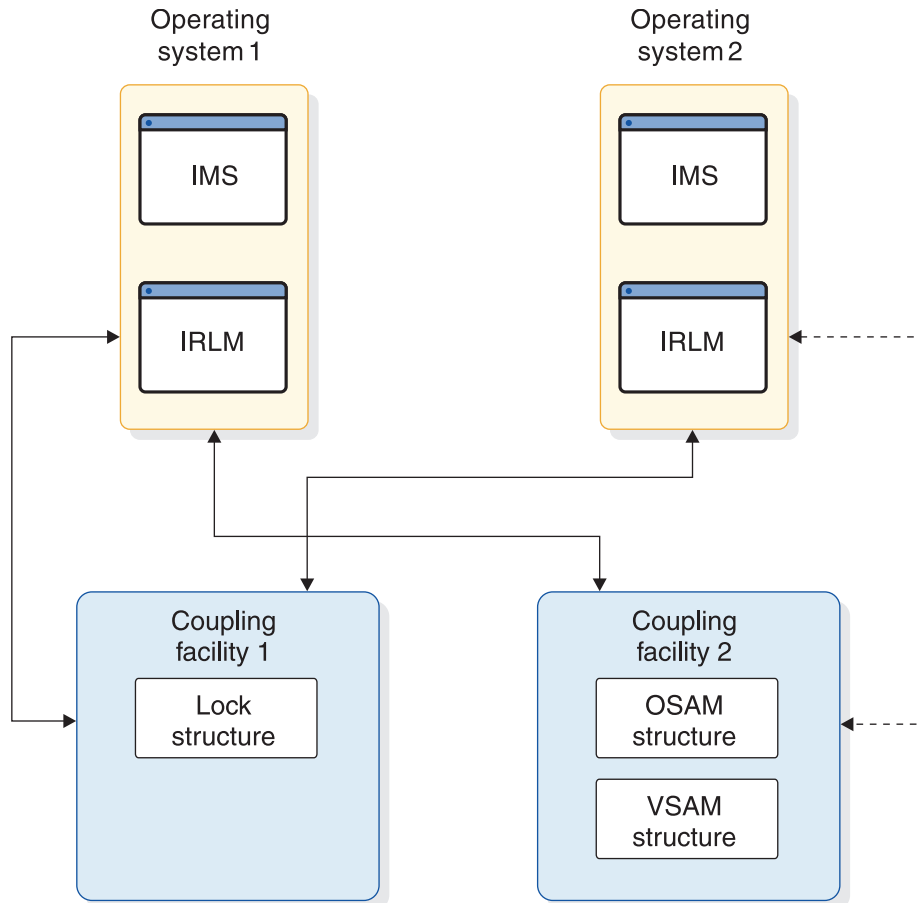 Operating
system 1
Operating
system 2
IMS
IMS
IRLM
IRLM
Coupling
facility 1
Lock
structure
Coupling
facility 2
OSAM
structure
VSAM
structure